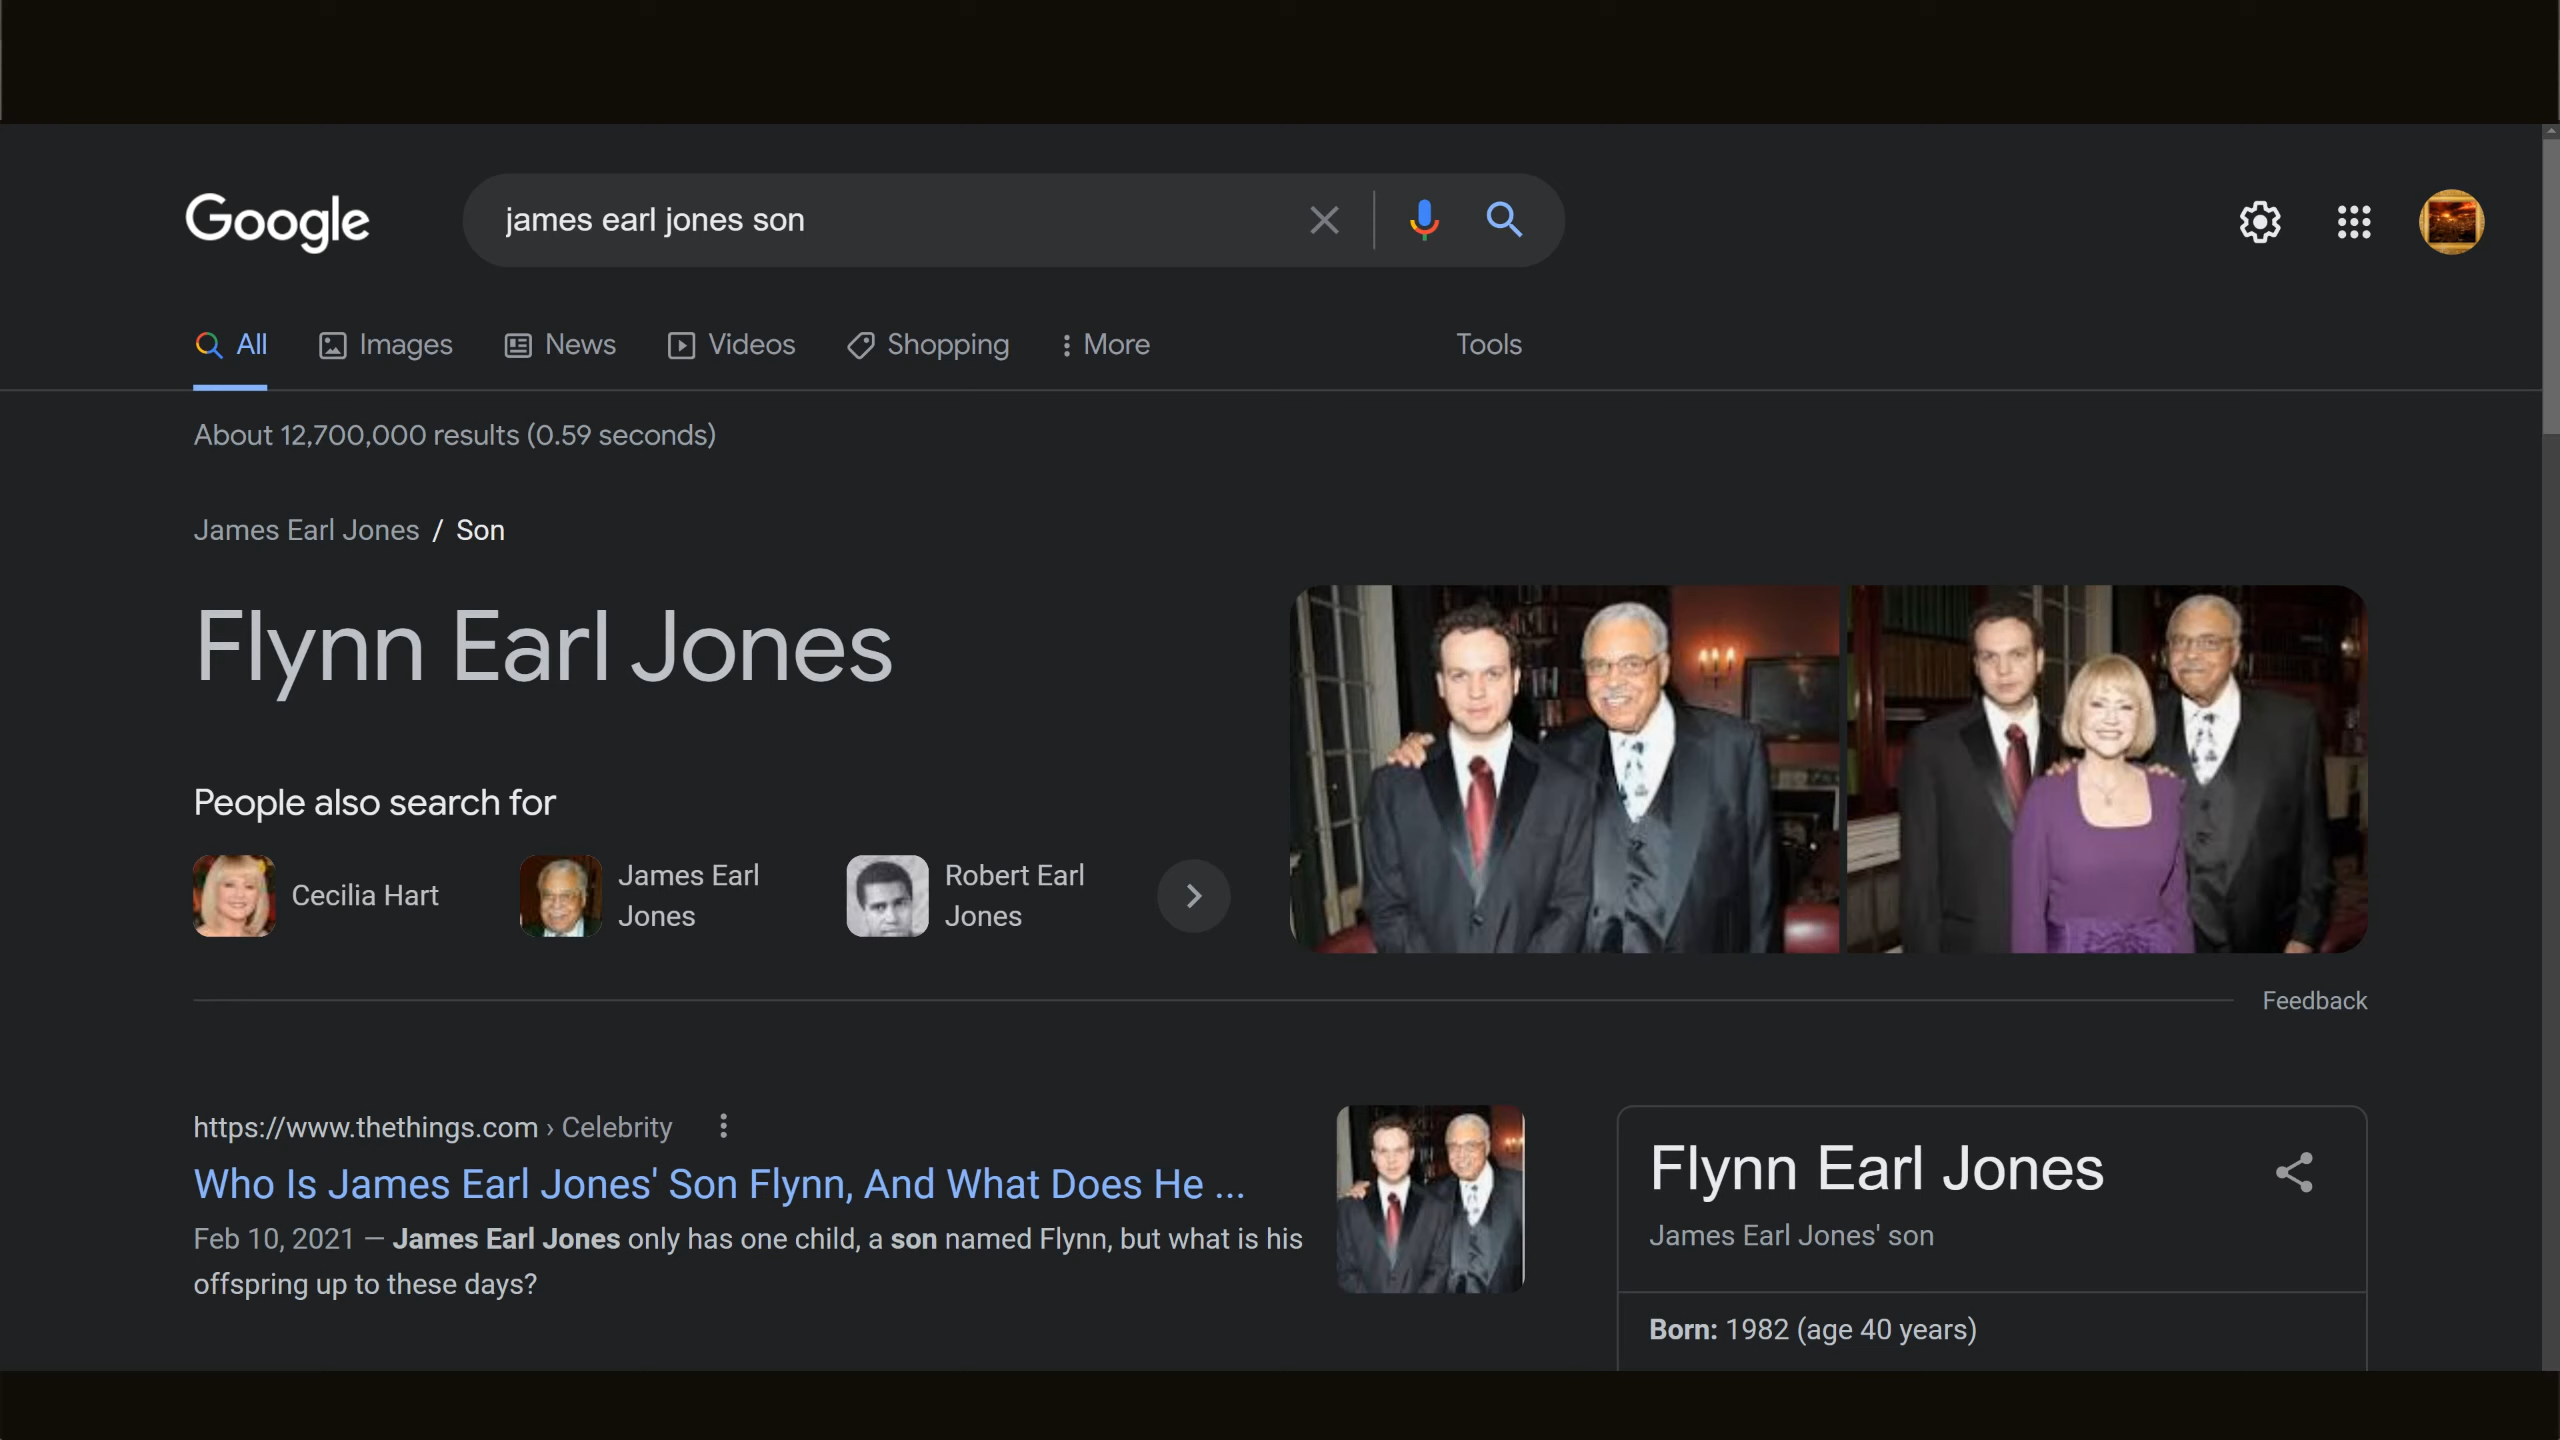 Google
james earl jones son
All
Images
News
Videos
Shopping
More
Tools
About 12,700,000 results (0.59 seconds)
James Earl Jones / Son
Flynn Earl Jones
People also search for
Cecilia Hart
James Earl
Jones
Robert Earl
Jones
Feedback
https://www.thethings.com › Celebrity
Who Is James Earl Jones' Son Flynn, And What Does He ...
Feb 10, 2021 — James Earl Jones only has one child, a son named Flynn, but what is his
offspring up to these days?
Flynn Earl Jones
James Earl Jones' son
Born: 1982 (age 40 years)